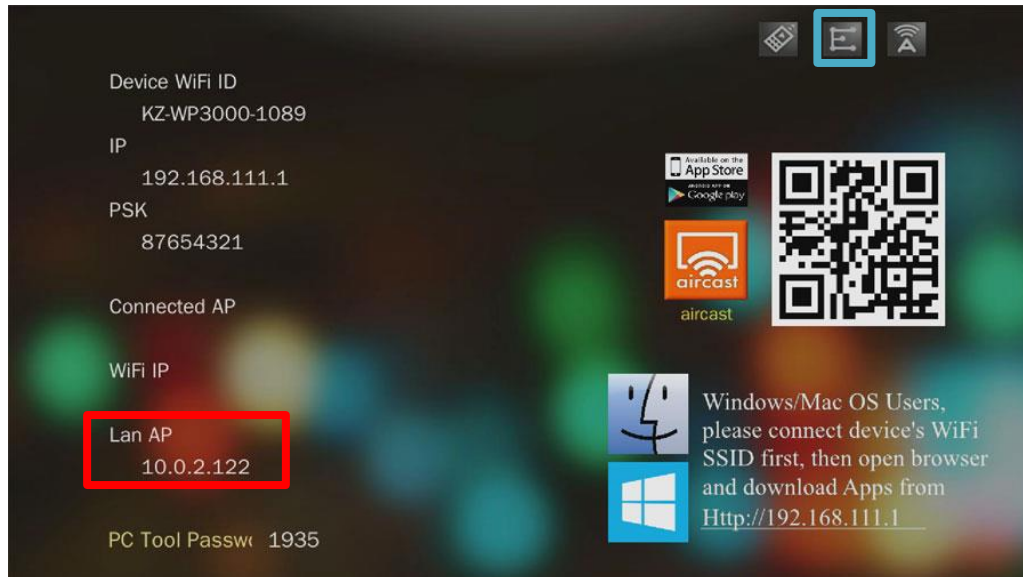 Device WiFi ID
KZ-WP3000-1089
IP
192.168.111.1
PSK
87654321
Connected AP
WiFi IP
Lan AP
10.0.2.122
PC Tool Passw 1935
Available on the
App Store
ANDROID APP ON
Google play
aircast
aircast
Windows/Mac OS Users,
please connect device's WiFi
SSID first, then open browser
and download Apps from
Http://192.168.111.1